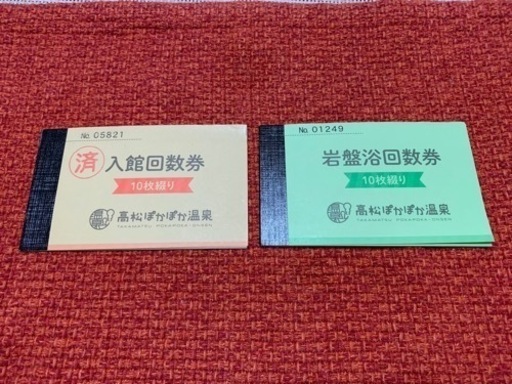 No. 05821
済 入館回数券
10枚綴り
高松ぽかぽか温泉
TAKAMATSU POKAPOKA ONSEN
No. 01249
岩盤浴回数券
10枚綴り
高松ぽかぽか温泉
TAKAMATSU POKAPOKA ONSEN